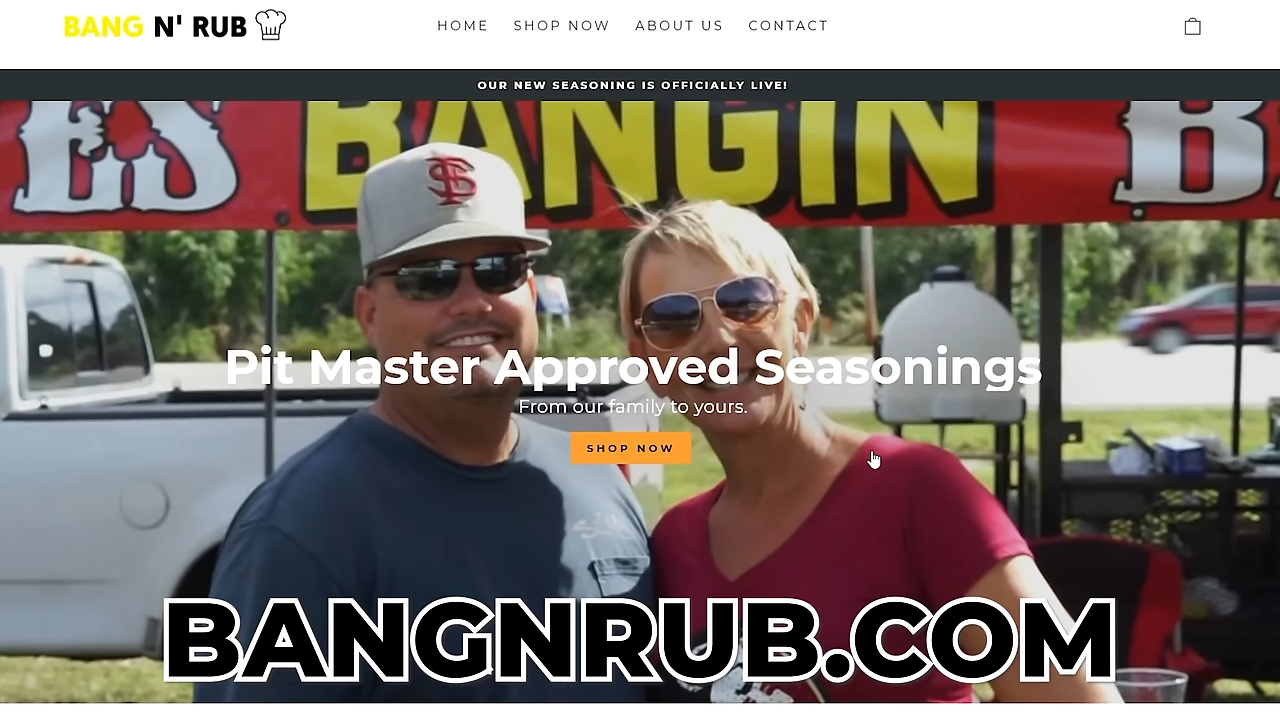 BANG N' RUB
HOME SHOP NOW ABOUT US CONTACT
OUR NEW SEASONING IS OFFICIALLY LIVE!
BANGIN
Pit Master Approved Seasonings
From our family to yours.
SHOP NOW
BANGNRUB.COM